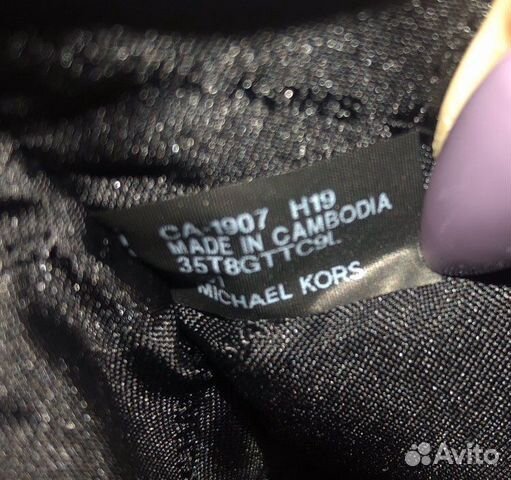 CA-1907 H19
MADE IN CAMBODIA
35T8GTTC9L
MICHAEL KORS
Avito